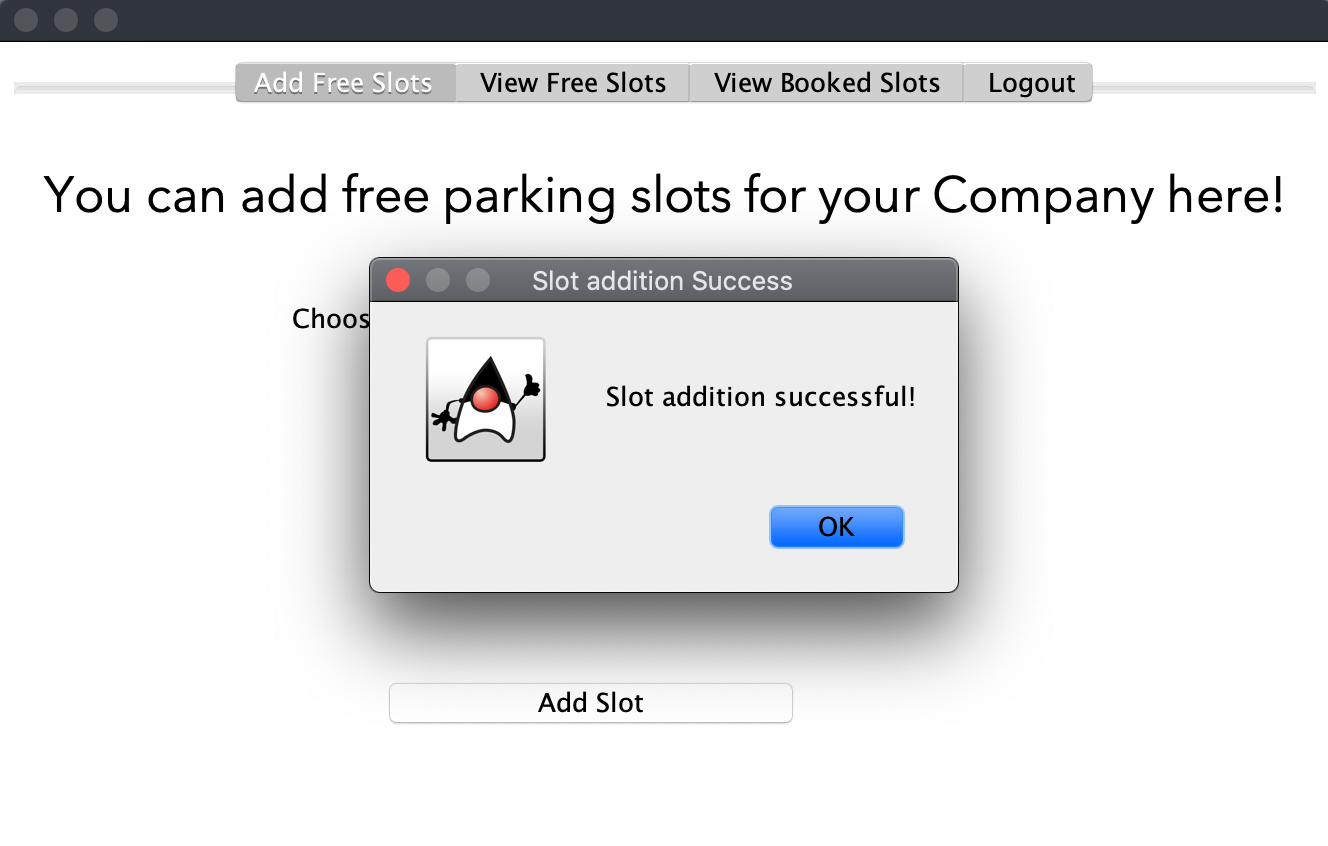 Add Free Slots View Free Slots View Booked Slots Logout
You can add free parking slots for your Company here!
Slot addition Success
Slot addition successful!
OK
Add Slot